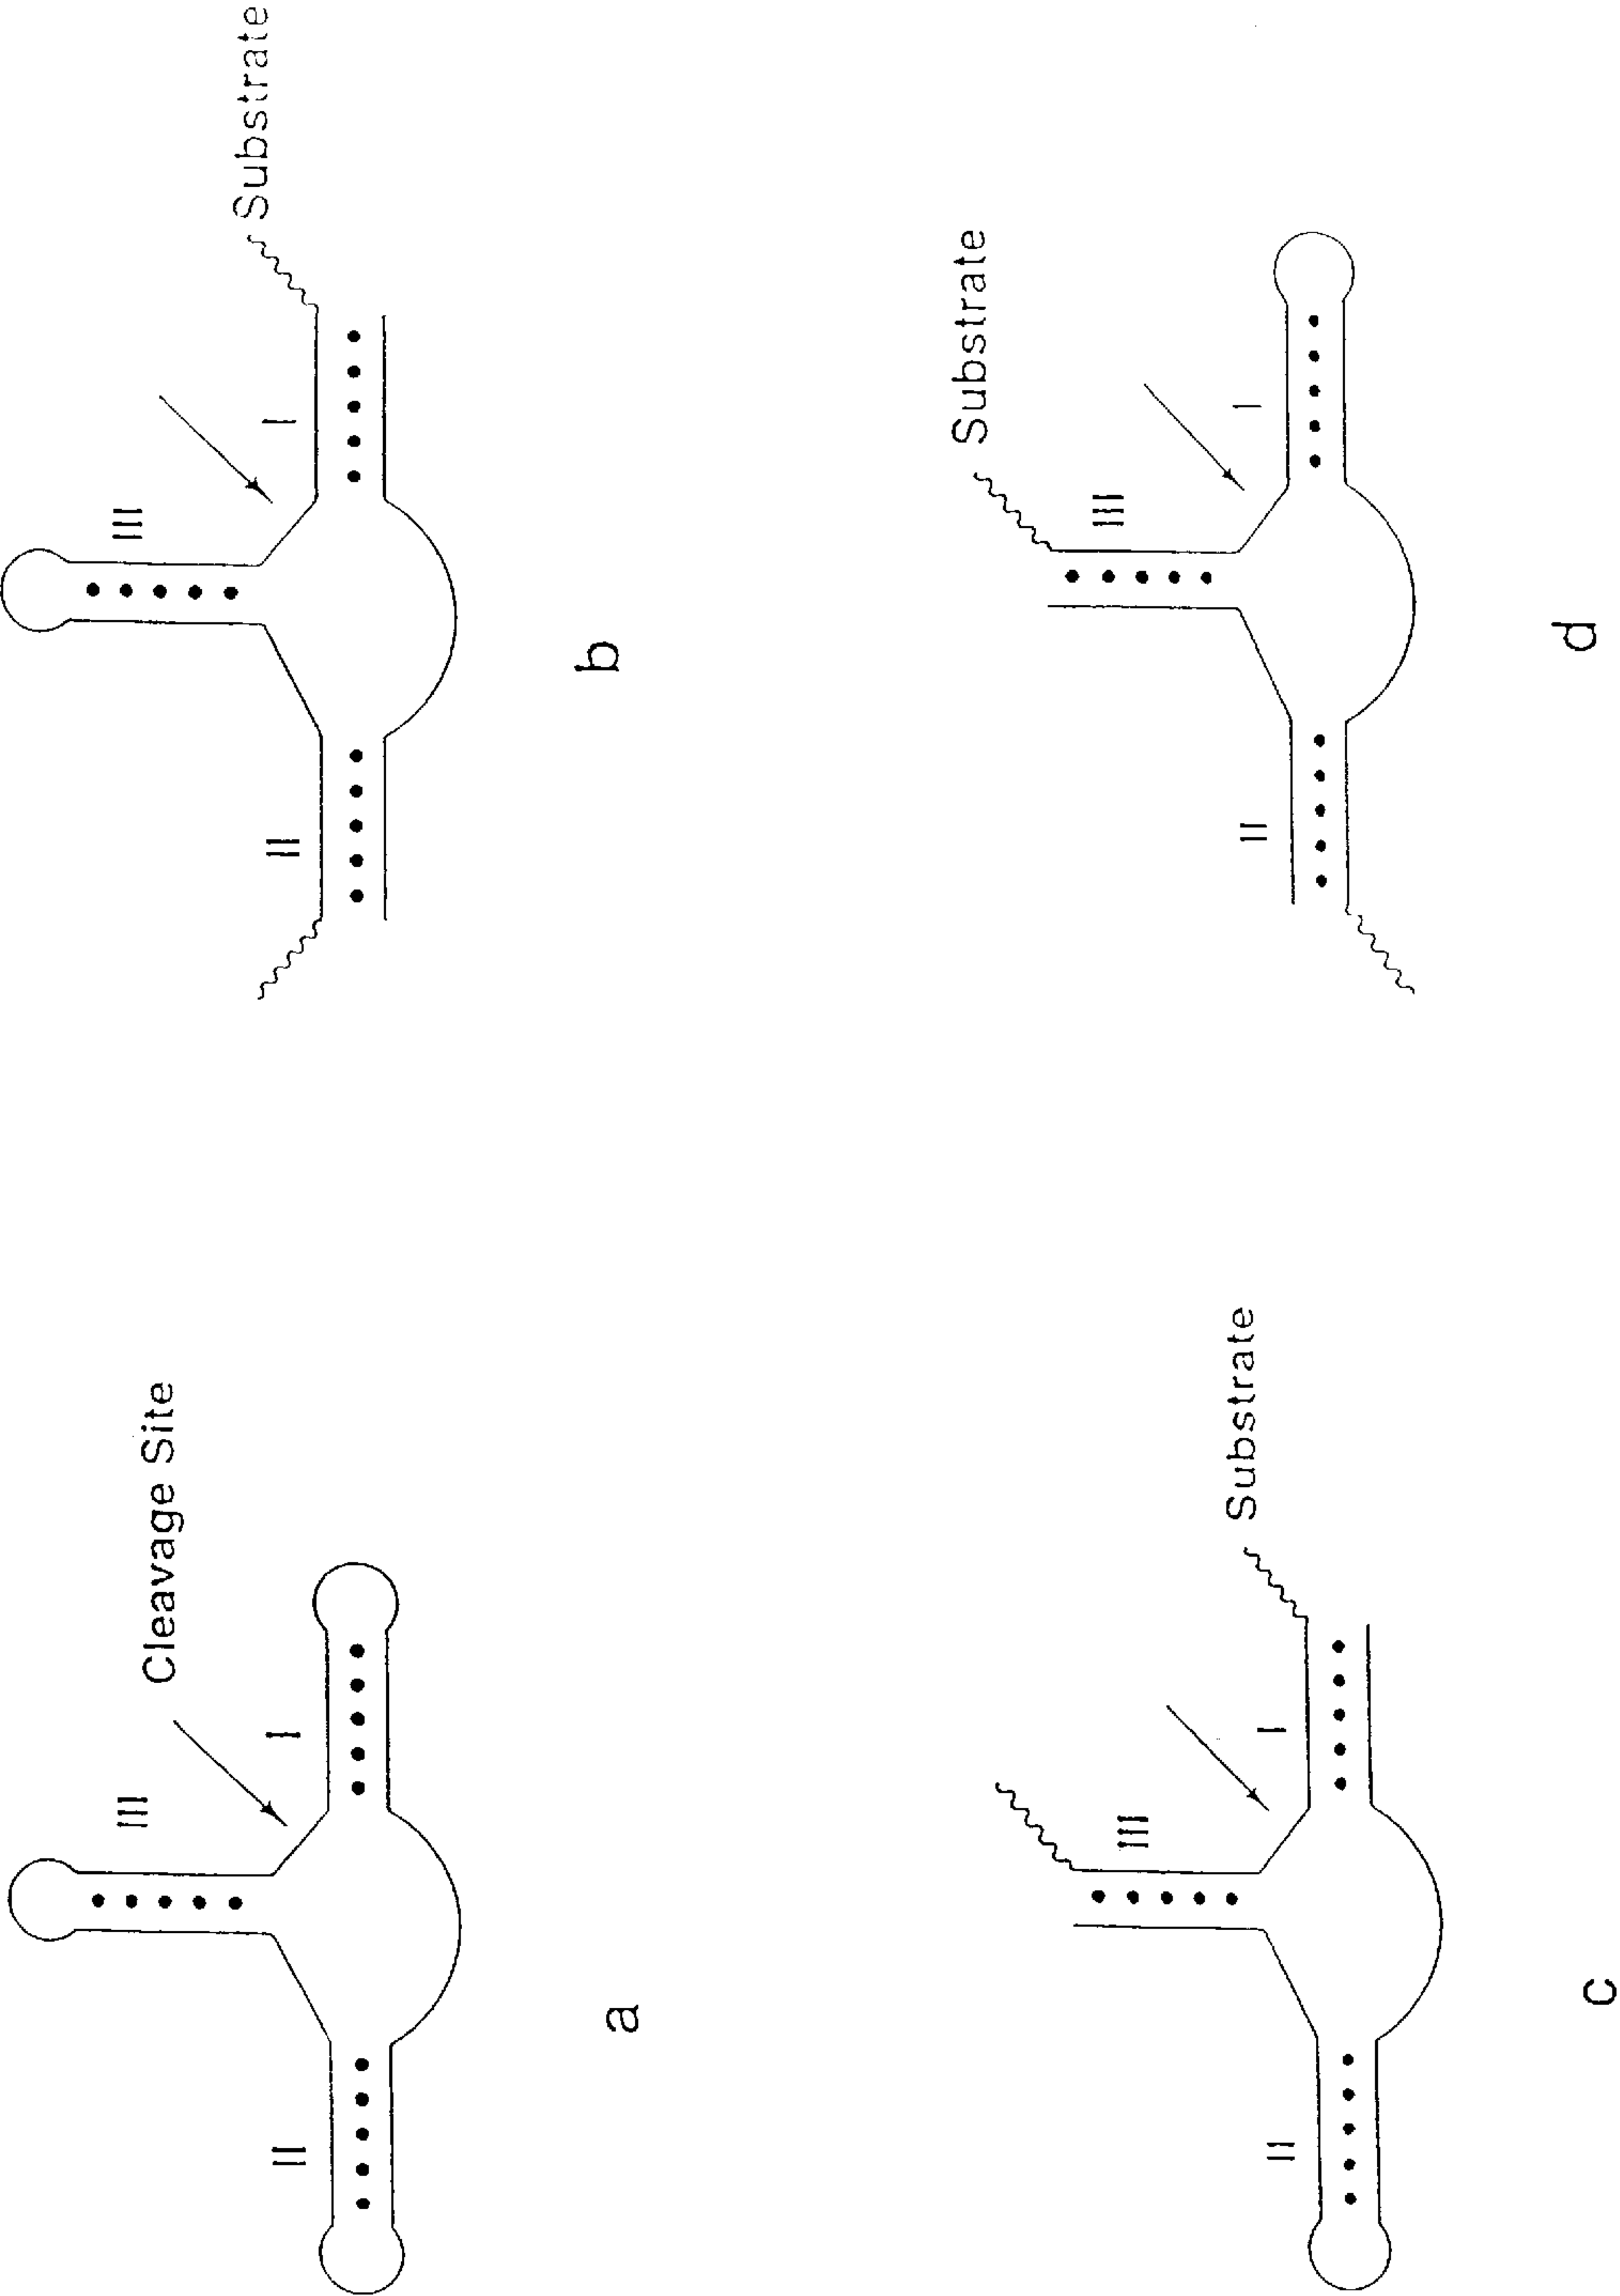 III
Cleavage Site
I
II
a
III
Substrate
I
II
b
III
Substrate
I
II
c
Substrate
III
I
II
d